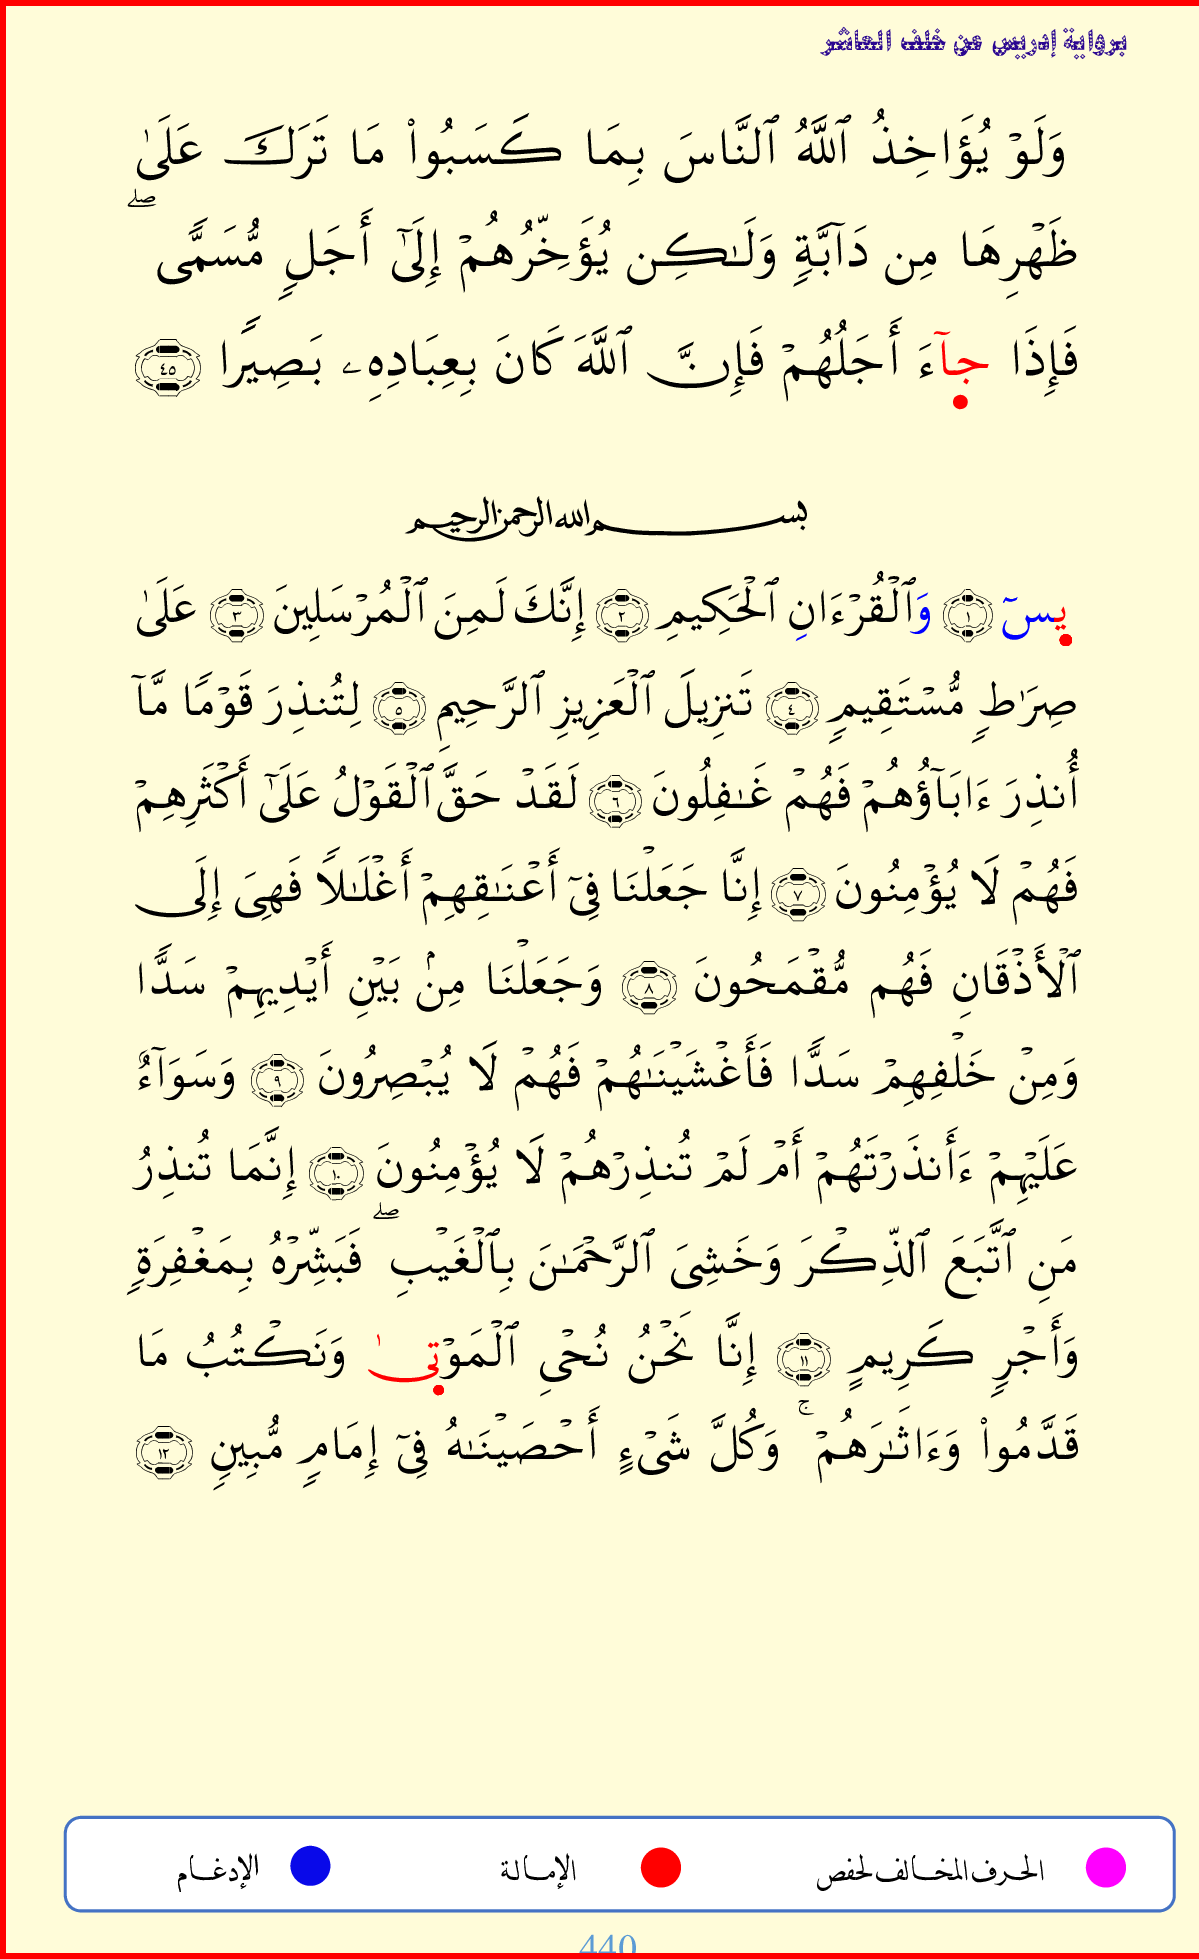 برواية إدريس عن خلف العاشر
وَلَوۡ يُؤَاخِذُ ٱللَّهُ ٱلنَّاسَ بِمَا كَسَبُواْ مَا تَرَكَ عَلَىٰ
ظَهۡرِهَا مِن دَآبَّةٖ وَلَٰكِن يُؤَخِّرُهُمۡ إِلَىٰٓ أَجَلٖ مُّسَمّٗىۖ
فَإِذَا جَآءَ أَجَلُهُمۡ فَإِنَّ ٱللَّهَ كَانَ بِعِبَادِهِۦ بَصِيرٗا ٤٥
بسم الله الرحمن الرحيم
يسٓ ١ وَٱلۡقُرۡءَانِ ٱلۡحَكِيمِ ٢ إِنَّكَ لَمِنَ ٱلۡمُرۡسَلِينَ ٣ عَلَىٰ
صِرَٰطٖ مُّسۡتَقِيمٖ ٤ تَنزِيلَ ٱلۡعَزِيزِ ٱلرَّحِيمِ ٥ لِتُنذِرَ قَوۡمٗا مَّآ
أُنذِرَ ءَابَآؤُهُمۡ فَهُمۡ غَٰفِلُونَ ٦ لَقَدۡ حَقَّ ٱلۡقَوۡلُ عَلَىٰٓ أَكۡثَرِهِمۡ
فَهُمۡ لَا يُؤۡمِنُونَ ٧ إِنَّا جَعَلۡنَا فِيٓ أَعۡنَٰقِهِمۡ أَغۡلَٰلٗا فَهِيَ إِلَى
ٱلۡأَذۡقَانِ فَهُم مُّقۡمَحُونَ ٨ وَجَعَلۡنَا مِنۢ بَيۡنِ أَيۡدِيهِمۡ سَدّٗا
وَمِنۡ خَلۡفِهِمۡ سَدّٗا فَأَغۡشَيۡنَٰهُمۡ فَهُمۡ لَا يُبۡصِرُونَ ٩ وَسَوَآءٌ
عَلَيۡهِمۡ ءَأَنذَرۡتَهُمۡ أَمۡ لَمۡ تُنذِرۡهُمۡ لَا يُؤۡمِنُونَ ١٠ إِنَّمَا تُنذِرُ
مَنِ ٱتَّبَعَ ٱلذِّكۡرَ وَخَشِيَ ٱلرَّحۡمَٰنَ بِٱلۡغَيۡبِۖ فَبَشِّرۡهُ بِمَغۡفِرَةٖ
وَأَجۡرٖ كَرِيمٍ ١١ إِنَّا نَحۡنُ نُحۡيِ ٱلۡمَوۡتىٰ وَنَكۡتُبُ مَا
قَدَّمُواْ وَءَاثَٰرَهُمۡۚ وَكُلَّ شَيۡءٍ أَحۡصَيۡنَٰهُ فِيٓ إِمَامٖ مُّبِينٖ ١٢
الحرف المخالف لحفص الإمالة الإدغام
440